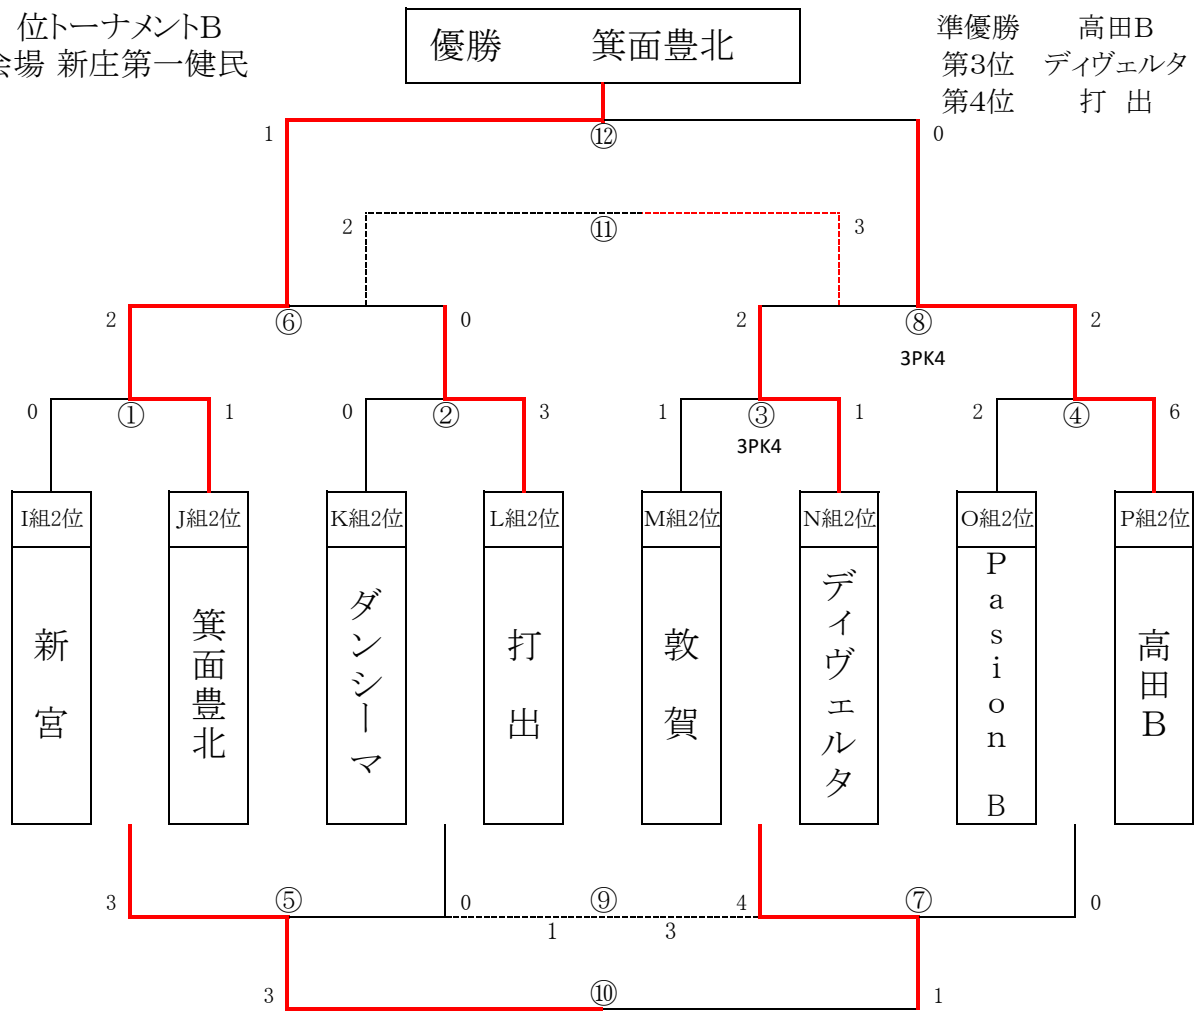 位トーナメントB
会場 新庄第一健民
優勝 箕面豊北
準優勝 高田B
第3位 ディヴェルタ
第4位 打 出
1 ⑫ 0
2 ⑪ 3
2 ⑥ 0 2 ⑧ 2
3PK4
0 ① 1 0 ② 3 1 ③ 1 2 ④ 6
3PK4
I組2位 J組2位 K組2位 L組2位 M組2位 N組2位 O組2位 P組2位
新宮
箕面豊北
ダンシーマ
打出
敦賀
ディヴェルタ
Pasion B
高田B
3 ⑤ 0 ⑨ 4 ⑦ 0
1 3
3 ⑩ 1